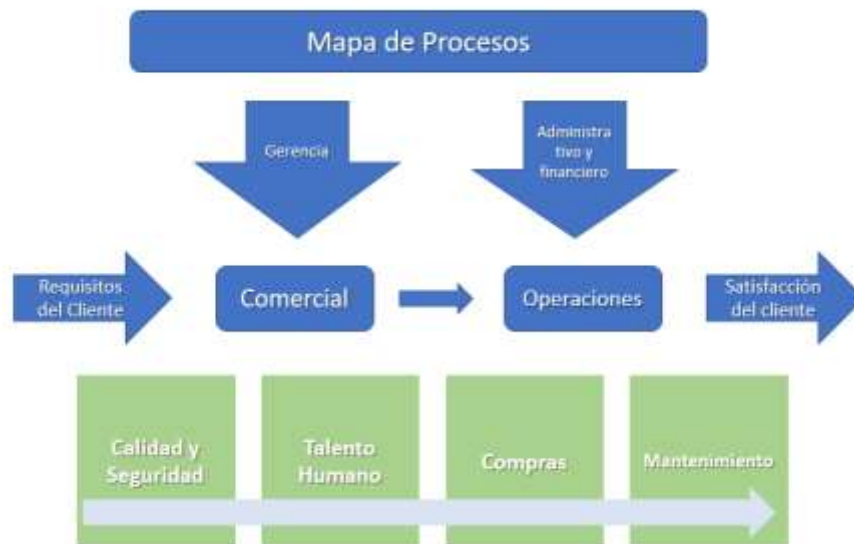 Mapa de Procesos
Gerencia
Administra
tivo y
financiero
Requisitos
del Cliente
Comercial
Operaciones
Satisfacción
del cliente
Calidad y
Seguridad
Talento
Humano
Compras
Mantenimiento